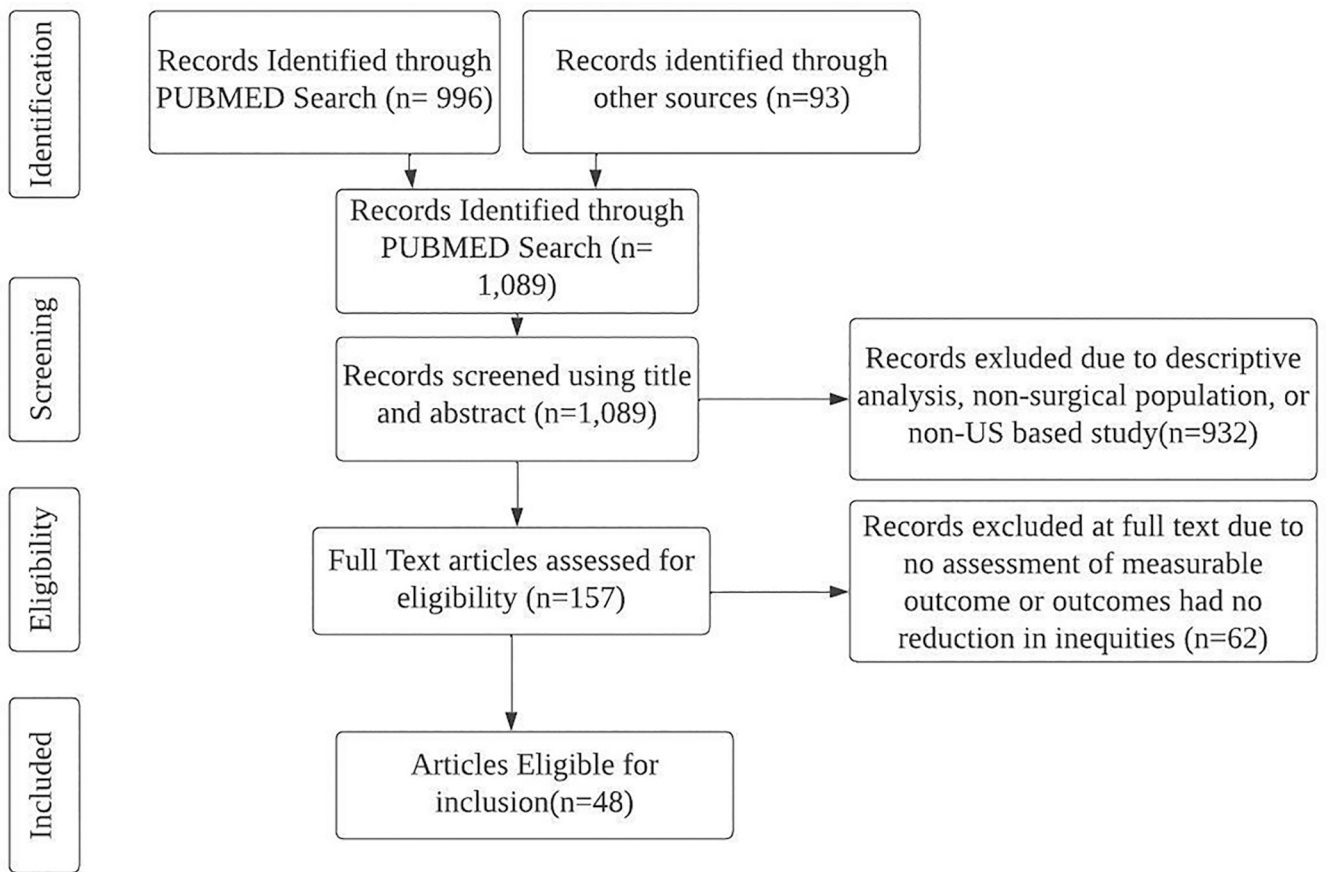 Identification
Records Identified through
PUBMED Search (n= 996)
Records identified through
other sources (n=93)
Records Identified through
PUBMED Search (n=
1,089)
Screening
Records screened using title
and abstract (n=1,089)
Records exluded due to descriptive
analysis, non-surgical population, or
non-US based study(n=932)
Eligibility
Full Text articles assessed for
eligibility (n=157)
Records excluded at full text due to
no assessment of measurable
outcome or outcomes had no
reduction in inequities (n=62)
Included
Articles Eligible for
inclusion(n=48)